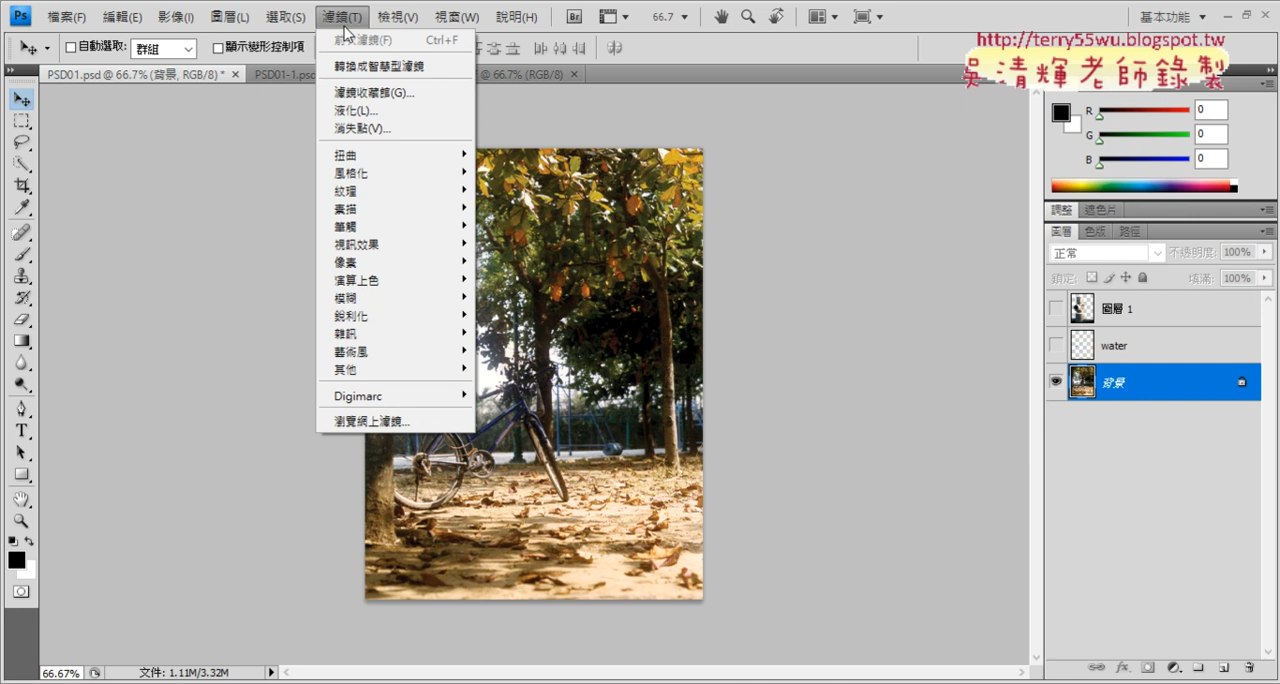 Ps 檔案(F) 編輯(E) 影像(I) 圖層(L) 選取(S) 濾鏡(T) 檢視(V) 視窗(W) 說明(H) Br 66.7 基本功能
自動選取: 群組 顯示變形控制項
http://terry55wu.blogspot.tw
吳清輝老師錄製
PSD01.psd @ 66.7% (背景, RGB/8) * × PSD01-1.psd @ 66.7% (RGB/8) ×
Ctrl+F
轉換成智慧型濾鏡
濾鏡收藏館(G)...
液化(L)...
消失點(V)...
扭曲
風格化
紋理
素描
筆觸
視訊效果
像素
演算上色
模糊
銳利化
雜訊
藝術風
其他
Digimarc
瀏覽網上濾鏡...
R 0
G 0
B 0
調整 遮色片
圖層 色版 路徑
正常 不透明度: 100%
鎖定: 填滿: 100%
圖層 1
water
背景
T
66.67% 文件: 1.11M/3.32M